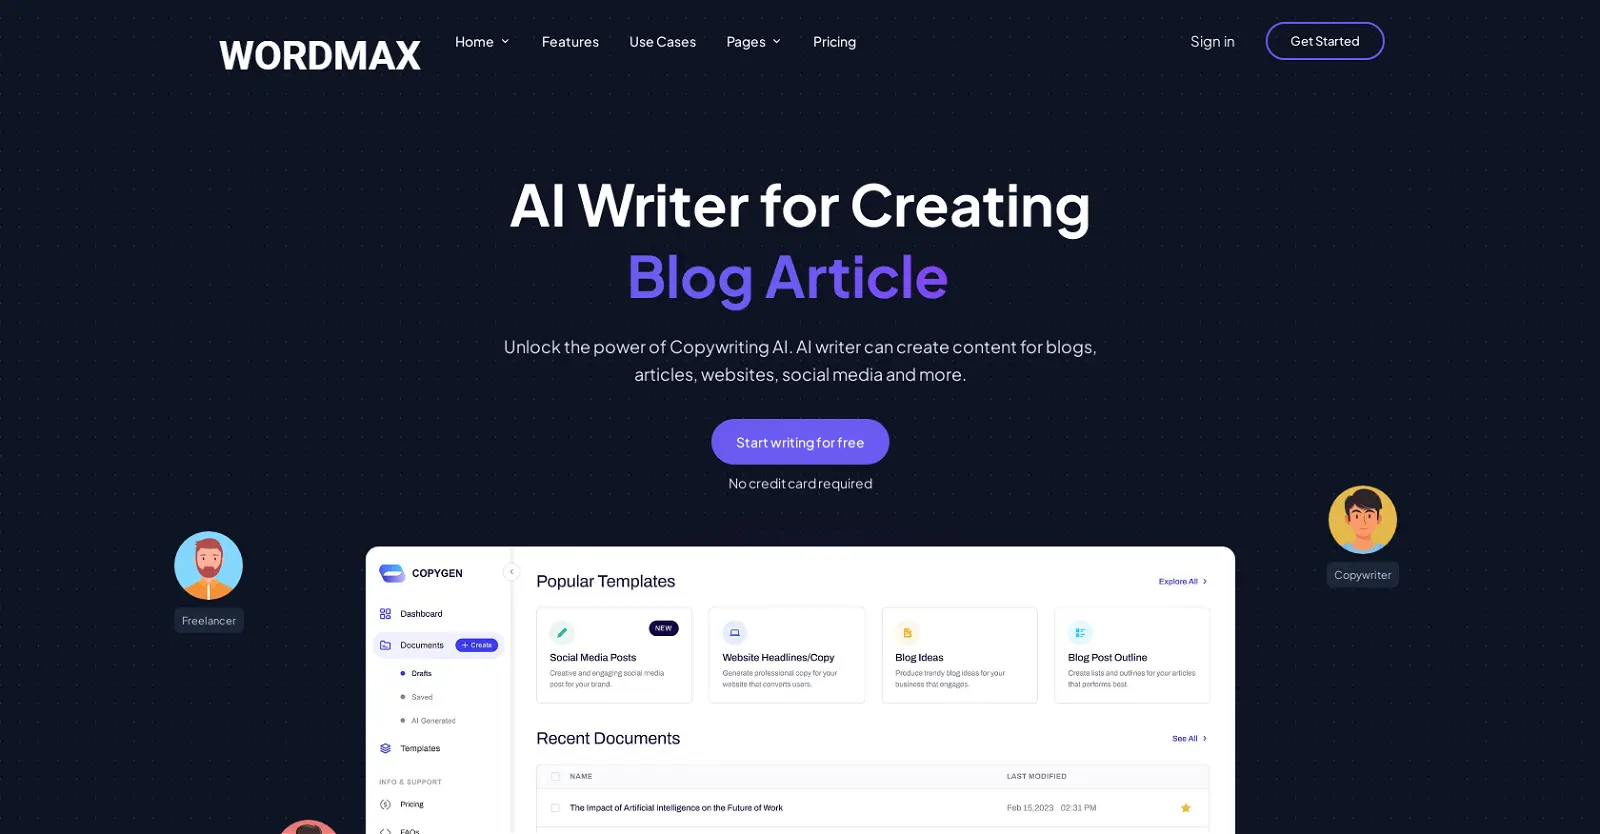 WORDMAX
Home
Features
Use Cases
Pages
Pricing
Sign in
Get Started
AI Writer for Creating
Blog Article
Unlock the power of Copywriting AI. AI writer can create content for blogs,
articles, websites, social media and more.
Start writing for free
No credit card required
Freelancer
Copywriter
COPYGEN
Dashboard
Documents
+ Create
Drafts
Saved
AI Generated
Templates
INFO & SUPPORT
Pricing
FAQs
Popular Templates
Explore All
NEW
Social Media Posts
Creative and engaging social media
post for your brand.
Website Headlines/Copy
Generate professional copy for your
website that converts users.
Blog Ideas
Produce trendy blog ideas for your
business that engages.
Blog Post Outline
Create lists and outlines for your articles
that performs best.
Recent Documents
See All
NAME
LAST MODIFIED
The Impact of Artificial Intelligence on the Future of Work
Feb 15,2023 02:31 PM